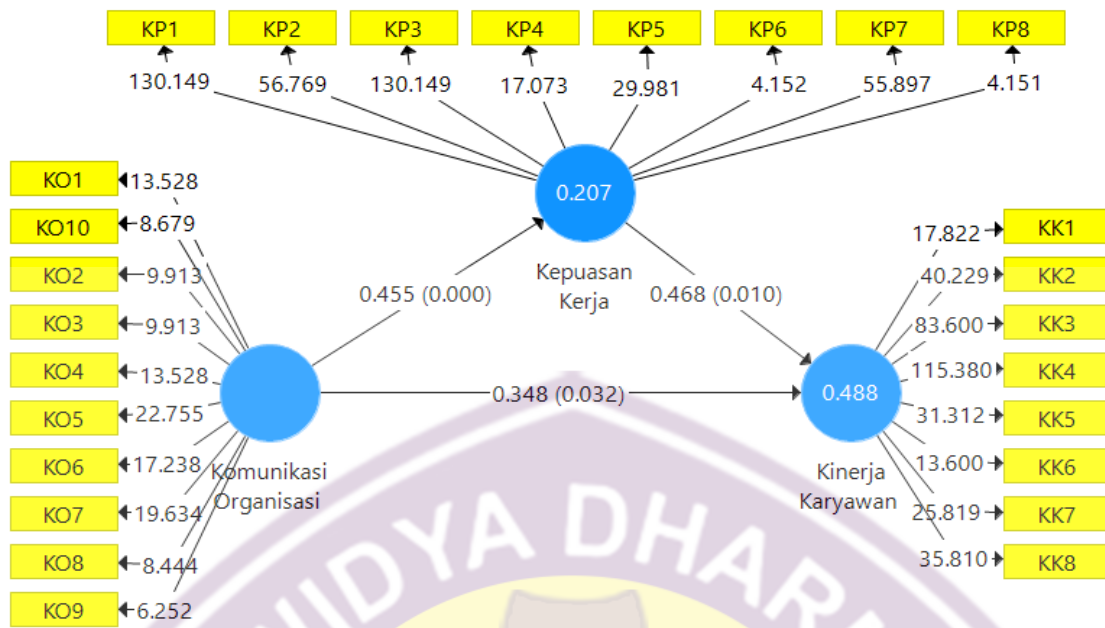 KP1 KP2 KP3 KP4 KP5 KP6 KP7 KP8
130.149 56.769 130.149 17.073 29.981 4.152 55.897 4.151
0.207
Kepuasan
Kerja
KO1 13.528
KO10 8.679
KO2 9.913
KO3 9.913
KO4 13.528
KO5 22.755
KO6 17.238
KO7 19.634
KO8 8.444
KO9 6.252
Komunikasi
Organisasi
0.455 (0.000)
0.468 (0.010)
0.348 (0.032)
0.488
Kinerja
Karyawan
17.822 KK1
40.229 KK2
83.600 KK3
115.380 KK4
31.312 KK5
13.600 KK6
25.819 KK7
35.810 KK8
IDYA DHAR